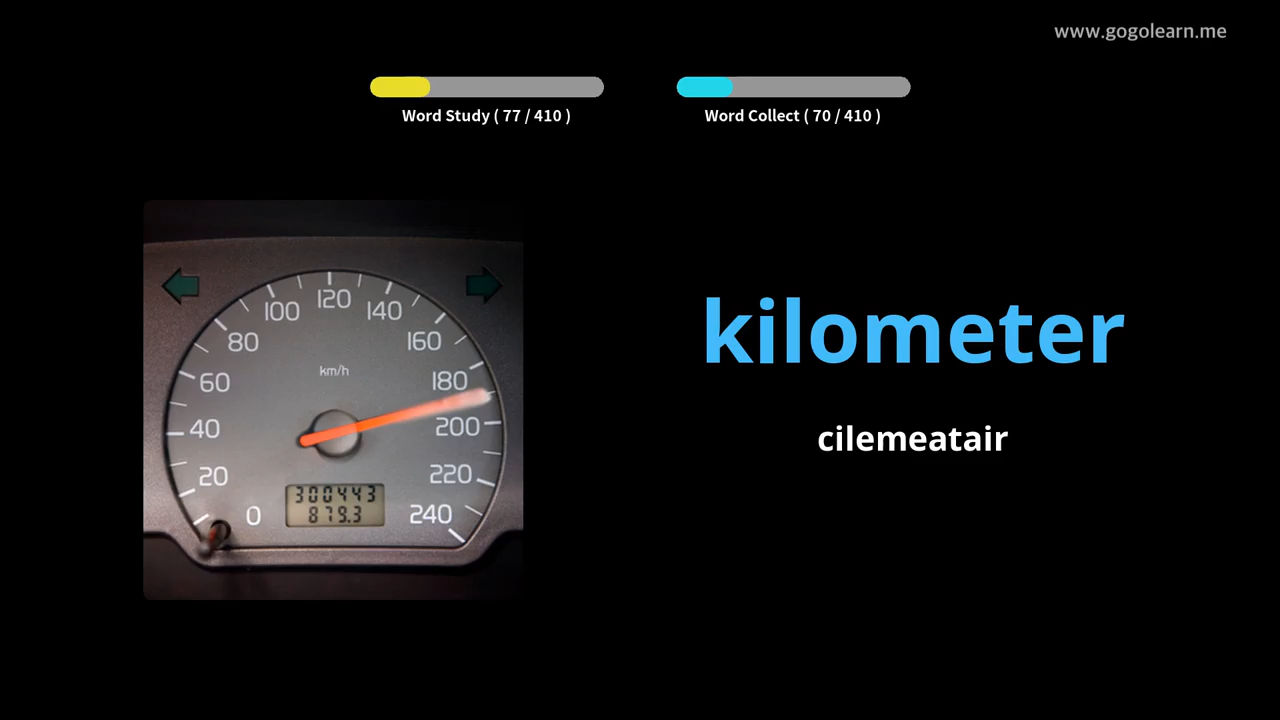 www.gogolearn.me
Word Study ( 77 / 410 )
Word Collect ( 70 / 410 )
kilometer
cilemeatair
120
100
140
80
160
km/h
60
180
40
200
20
220
300443
0
879.3
240